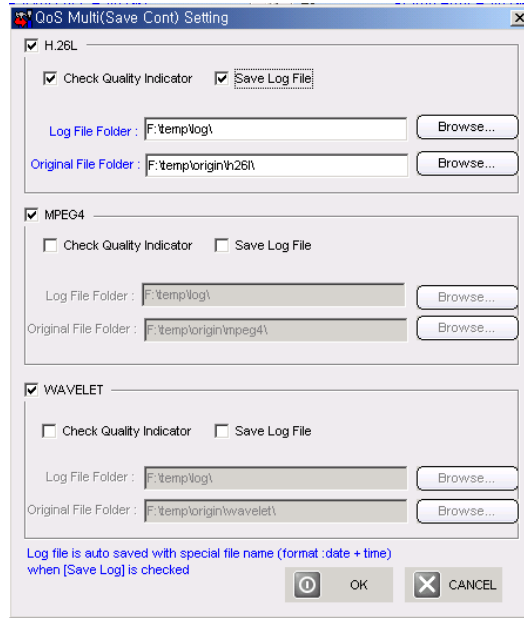 QoS Multi(Save Cont) Setting
H.26L
Check Quality Indicator Save Log File
Log File Folder : F:\temp\log\ Browse...
Original File Folder : F:\temp\origin\h26l\ Browse...
MPEG4
Check Quality Indicator Save Log File
Log File Folder : F:\temp\log\ Browse...
Original File Folder : F:\temp\origin\mpeg4\ Browse...
WAVELET
Check Quality Indicator Save Log File
Log File Folder : F:\temp\log\ Browse...
Original File Folder : F:\temp\origin\wavelet\ Browse...
Log file is auto saved with special file name (format :date + time)
when [Save Log] is checked
OK CANCEL